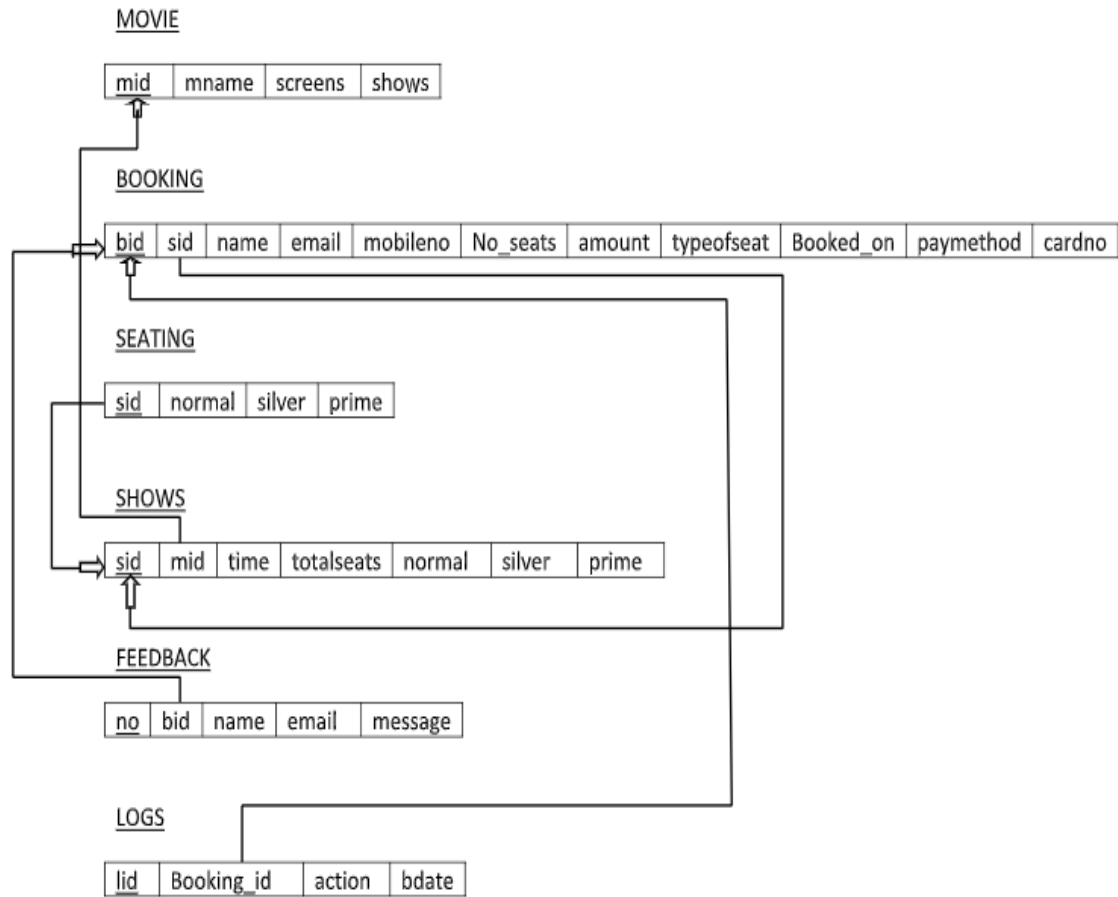 MOVIE
mid mname screens shows
BOOKING
bid sid name email mobileno No_seats amount typeofseat Booked_on paymethod cardno
SEATING
sid normal silver prime
SHOWS
sid mid time totalseats normal silver prime
FEEDBACK
no bid name email message
LOGS
lid Booking_id action bdate